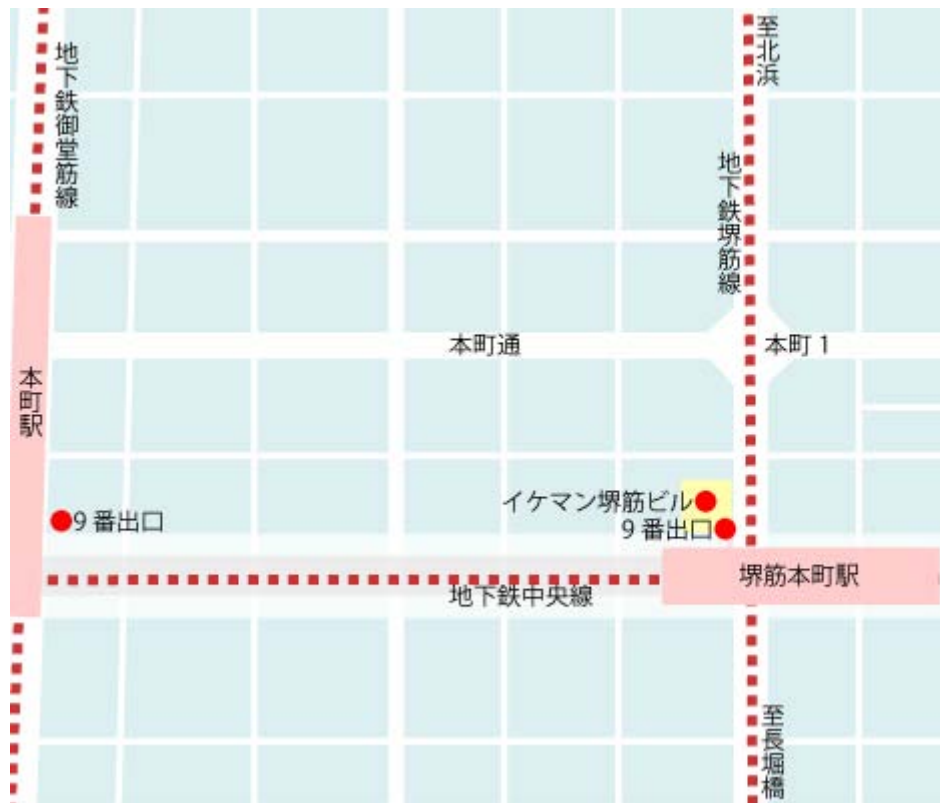 地下鉄御堂筋線
至北浜
地下鉄堺筋線
本町通
本町 1
本町駅
イケマン堺筋ビル
9 番出口
9 番出口
堺筋本町駅
地下鉄中央線
至長堀橋